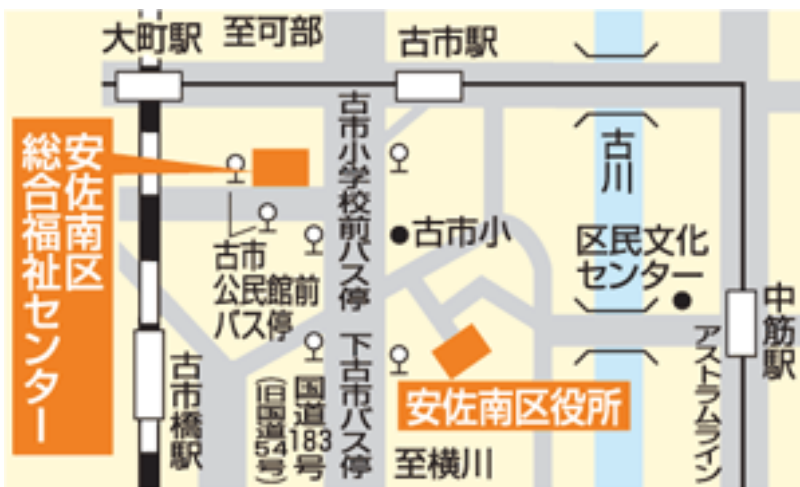 大町駅
至可部
古市駅
安佐南区
総合福祉センター
古市小学校前バス停
古川
古市小
区民文化
センター
古市
公民館前
バス停
中筋駅
アストラムライン
下古市バス停
古市橋駅
国道183号
(旧国道54号)
安佐南区役所
至横川